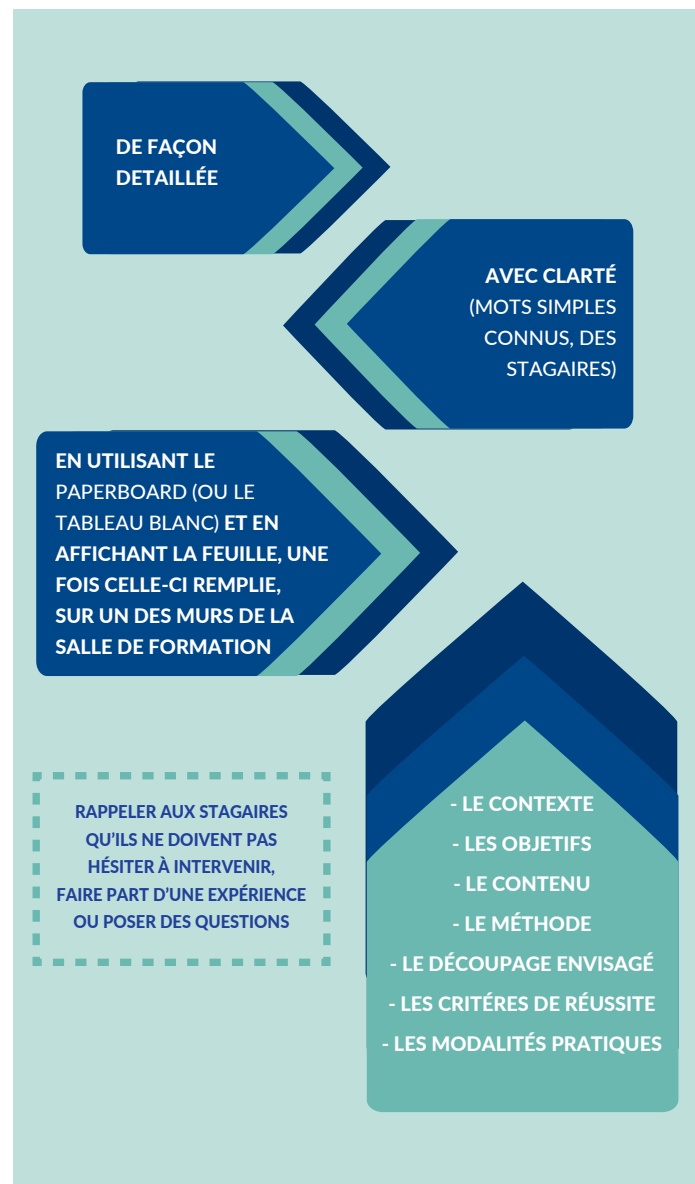 DE FAÇON
DETAILLÉE
AVEC CLARTÉ
(MOTS SIMPLES
CONNUS, DES
STAGAIRES)
EN UTILISANT LE
PAPERBOARD (OU LE
TABLEAU BLANC) ET EN
AFFICHANT LA FEUILLE, UNE
FOIS CELLE-CI REMPLIE,
SUR UN DES MURS DE LA
SALLE DE FORMATION
RAPPELER AUX STAGAIRES
QU'ILS NE DOIVENT PAS
HÉSITER À INTERVENIR,
FAIRE PART D'UNE EXPÉRIENCE
OU POSER DES QUESTIONS
- LE CONTEXTE
- LES OBJETIFS
- LE CONTENU
- LE MÉTHODE
- LE DÉCOUPAGE ENVISAGÉ
- LES CRITÉRES DE RÉUSSITE
- LES MODALITÉS PRATIQUES